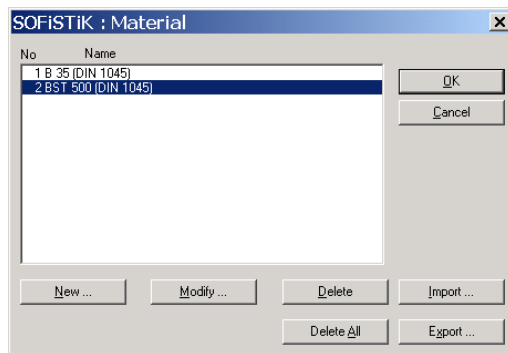 SOFiSTiK : Material
No Name
1 B 35 (DIN 1045)
2 BST 500 (DIN 1045)
OK
Cancel
New ... Modify ... Delete Import ...
Delete All Export ...